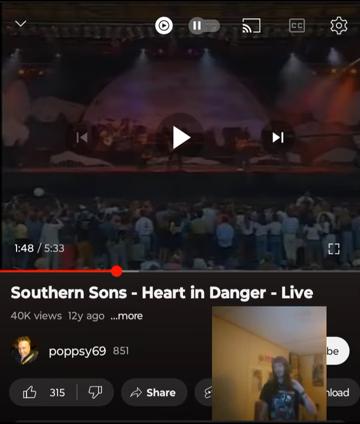 CC
1:48 / 5:33
Southern Sons - Heart in Danger - Live
40K views 12y ago ...more
poppsy69 851
be
315 Share nload